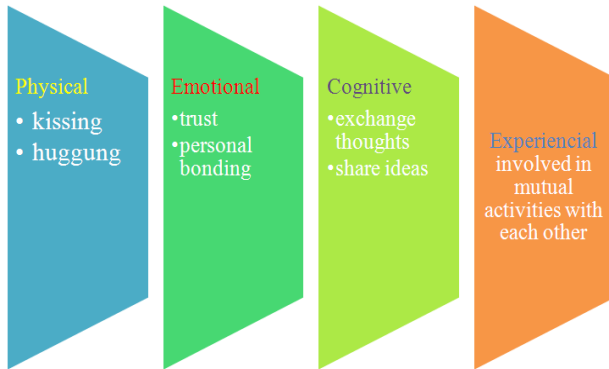 Physical
• kissing
• huggung
Emotional
•trust
•personal
bonding
Cognitive
•exchange
thoughts
•share ideas
Experiencial
involved in
mutual
activities with
each other